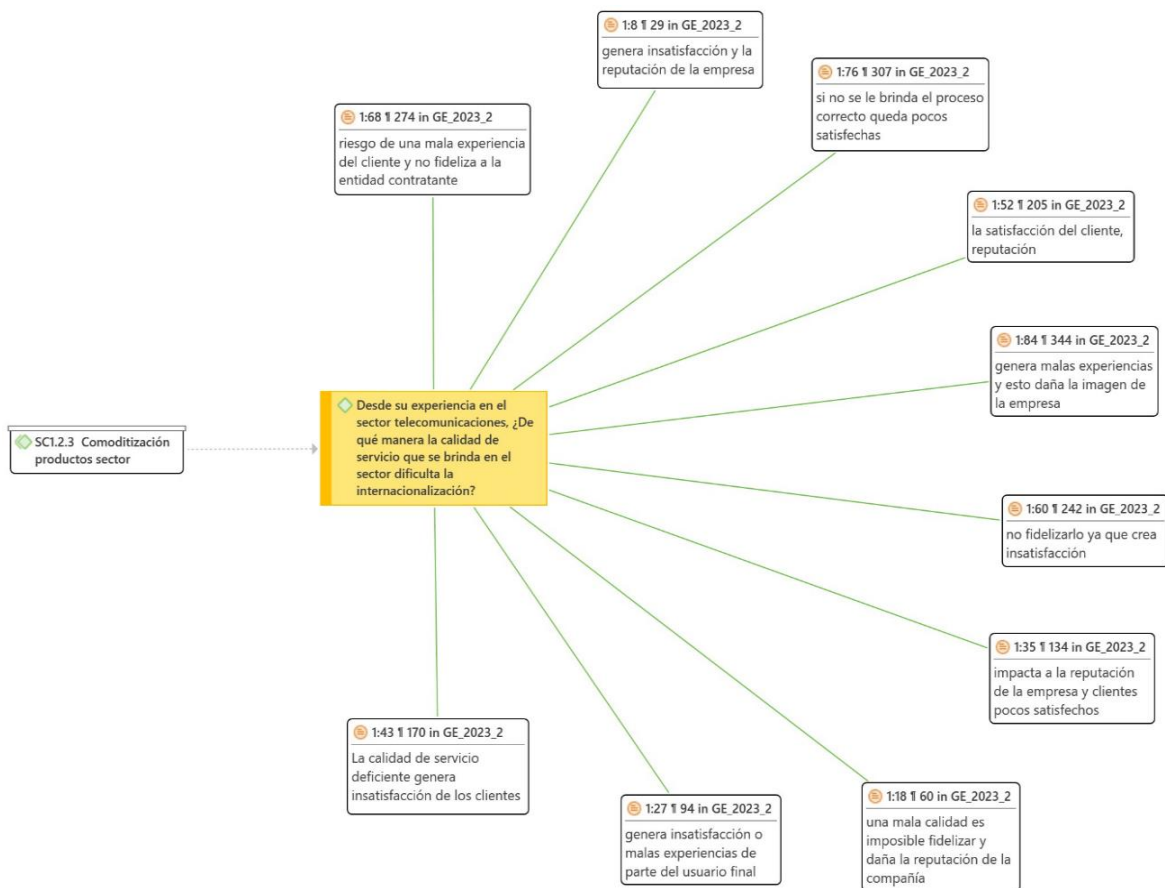 1:8 ¶ 29 in GE_2023_2
genera insatisfacción y la
reputación de la empresa
1:76 ¶ 307 in GE_2023_2
si no se le brinda el proceso
correcto queda pocos
satisfechas
1:68 ¶ 274 in GE_2023_2
riesgo de una mala experiencia
del cliente y no fideliza a la
entidad contratante
1:52 ¶ 205 in GE_2023_2
la satisfacción del cliente,
reputación
1:84 ¶ 344 in GE_2023_2
genera malas experiencias
y esto daña la imagen de
la empresa
Desde su experiencia en el
sector telecomunicaciones, ¿De
qué manera la calidad de
servicio que se brinda en el
sector dificulta la
internacionalización?
SC1.2.3 Comoditización
productos sector
1:60 ¶ 242 in GE_2023_2
no fidelizarlo ya que crea
insatisfacción
1:35 ¶ 134 in GE_2023_2
impacta a la reputación
de la empresa y clientes
pocos satisfechos
1:43 ¶ 170 in GE_2023_2
La calidad de servicio
deficiente genera
insatisfacción de los clientes
1:27 ¶ 94 in GE_2023_2
genera insatisfacción o
malas experiencias de
parte del usuario final
1:18 ¶ 60 in GE_2023_2
una mala calidad es
imposible fidelizar y
daña la reputación de la
compañía